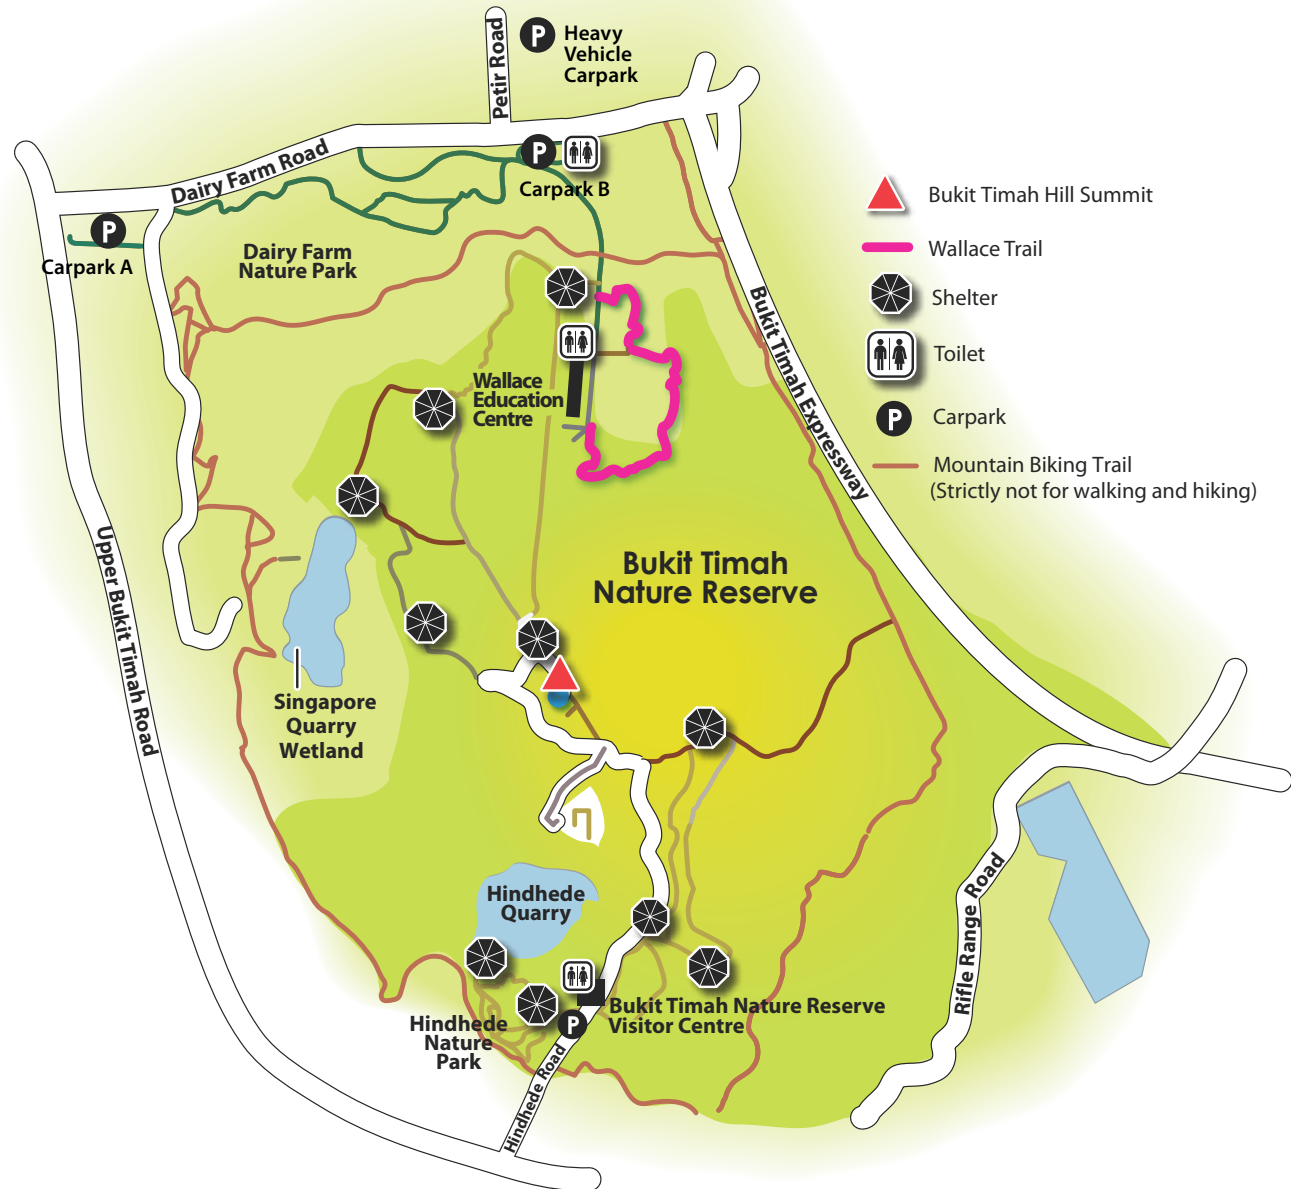 Petir Road
P
Heavy
Vehicle
Carpark
Dairy Farm Road
P
Carpark B
P
Carpark A
Dairy Farm
Nature Park
Bukit Timah Hill Summit
Wallace Trail
Shelter
Toilet
P
Carpark
Mountain Biking Trail
(Strictly not for walking and hiking)
Bukit Timah Expressway
Wallace
Education
Centre
Upper Bukit Timah Road
Bukit Timah
Nature Reserve
Singapore
Quarry
Wetland
Hindhede
Quarry
Rifle Range Road
Bukit Timah Nature Reserve
Visitor Centre
P
Hindhede
Nature
Park
Hindhede Road